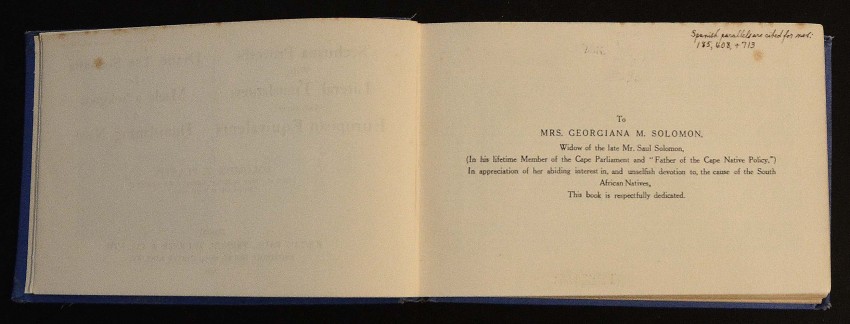 Spanish parallels are cited for nos.
185, 408, + 713
To
MRS. GEORGIANA M. SOLOMON,
Widow of the late Mr. Saul Solomon,
(In his lifetime Member of the Cape Parliament and "Father of the Cape Native Policy,")
In appreciation of her abiding interest in, and unselfish devotion to, the cause of the South
African Natives,
This book is respectfully dedicated.